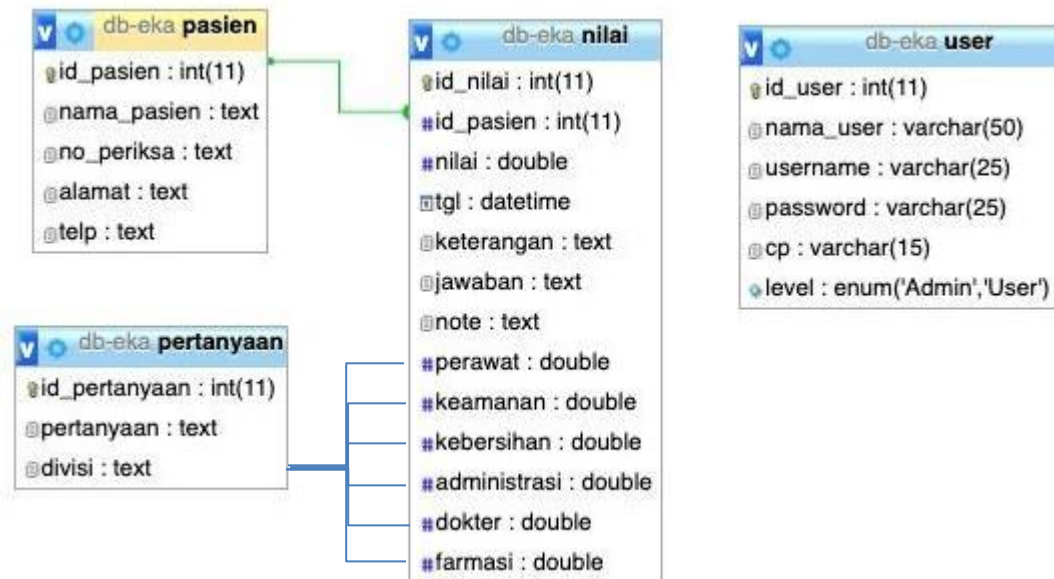 db-eka pasien
id_pasien : int(11)
nama_pasien : text
no_periksa : text
alamat : text
telp : text
db-eka pertanyaan
id_pertanyaan : int(11)
pertanyaan : text
divisi : text
db-eka nilai
id_nilai : int(11)
#id_pasien : int(11)
#nilai : double
tgl : datetime
keterangan : text
jawaban : text
note : text
#perawat : double
#keamanan : double
#kebersihan : double
#administrasi : double
#dokter : double
#farmasi : double
db-eka user
id_user : int(11)
nama_user : varchar(50)
username : varchar(25)
password : varchar(25)
cp : varchar(15)
level : enum('Admin','User')